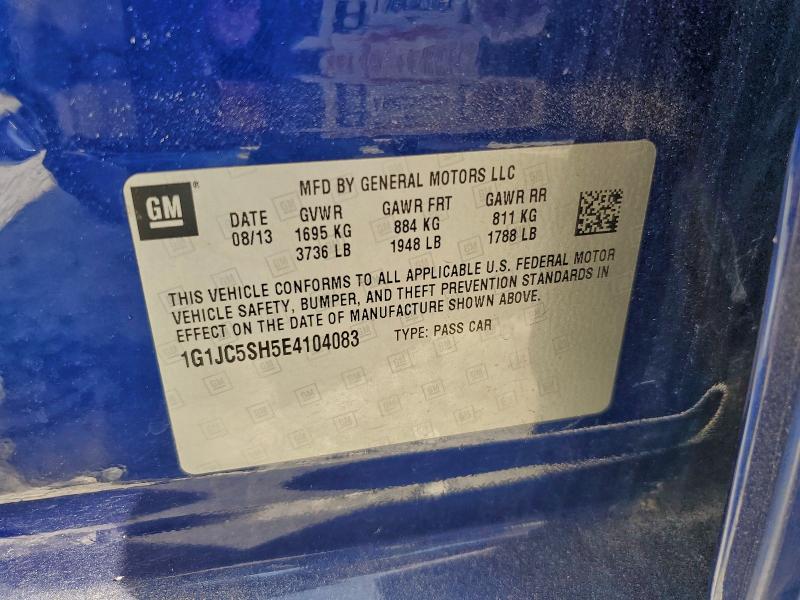 MFD BY GENERAL MOTORS LLC
GM®
DATE GVWR GAWR FRT GAWR RR
08/13 1695 KG 884 KG 811 KG
3736 LB 1948 LB 1788 LB
THIS VEHICLE CONFORMS TO ALL APPLICABLE U.S. FEDERAL MOTOR
VEHICLE SAFETY, BUMPER, AND THEFT PREVENTION STANDARDS IN
EFFECT ON THE DATE OF MANUFACTURE SHOWN ABOVE.
1G1JC5SH5E4104083 TYPE: PASS CAR